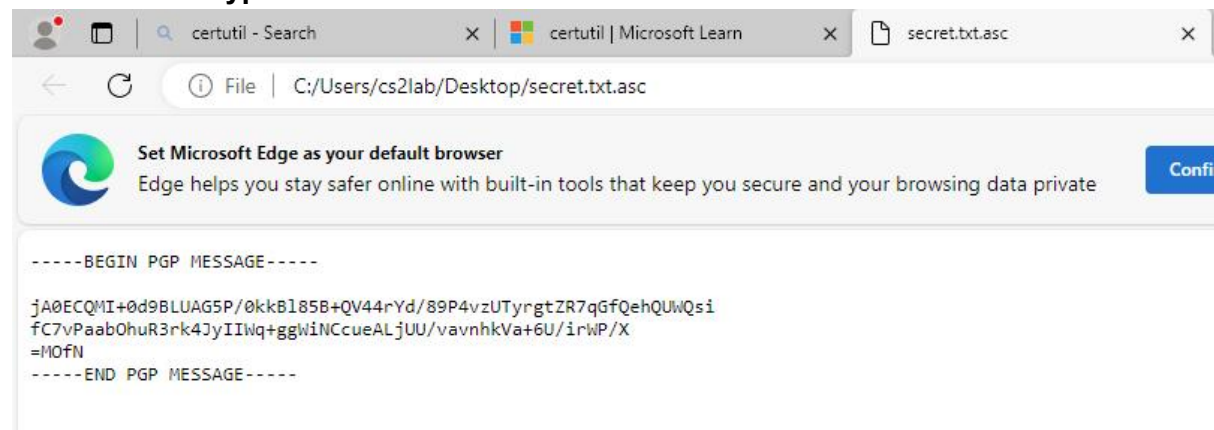 certutil - Search
certutil | Microsoft Learn
secret.txt.asc
File | C:/Users/cs2lab/Desktop/secret.txt.asc
Set Microsoft Edge as your default browser
Edge helps you stay safer online with built-in tools that keep you secure and your browsing data private
Confi
-----BEGIN PGP MESSAGE-----
jA0ECQMI+0d9BLUAG5P/0kkBl85B+QV44rYd/89P4vzUTyrgtZR7qGfQehQUWQsi
fC7vPaabOhuR3rk4JyIIWq+ggWiNCcueALjUU/vavnhkVa+6U/irWP/X
=MOfN
-----END PGP MESSAGE-----